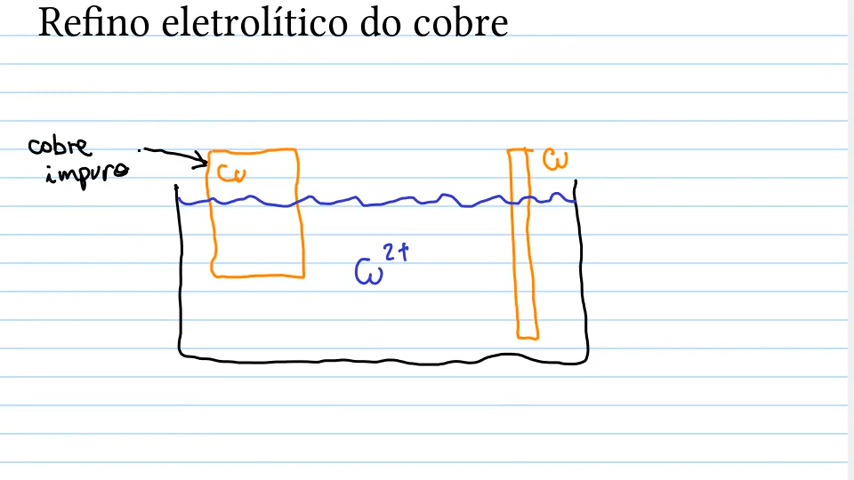 Refino eletrolítico do cobre
cobre
impuro
Cu
Cu
Cu²⁺